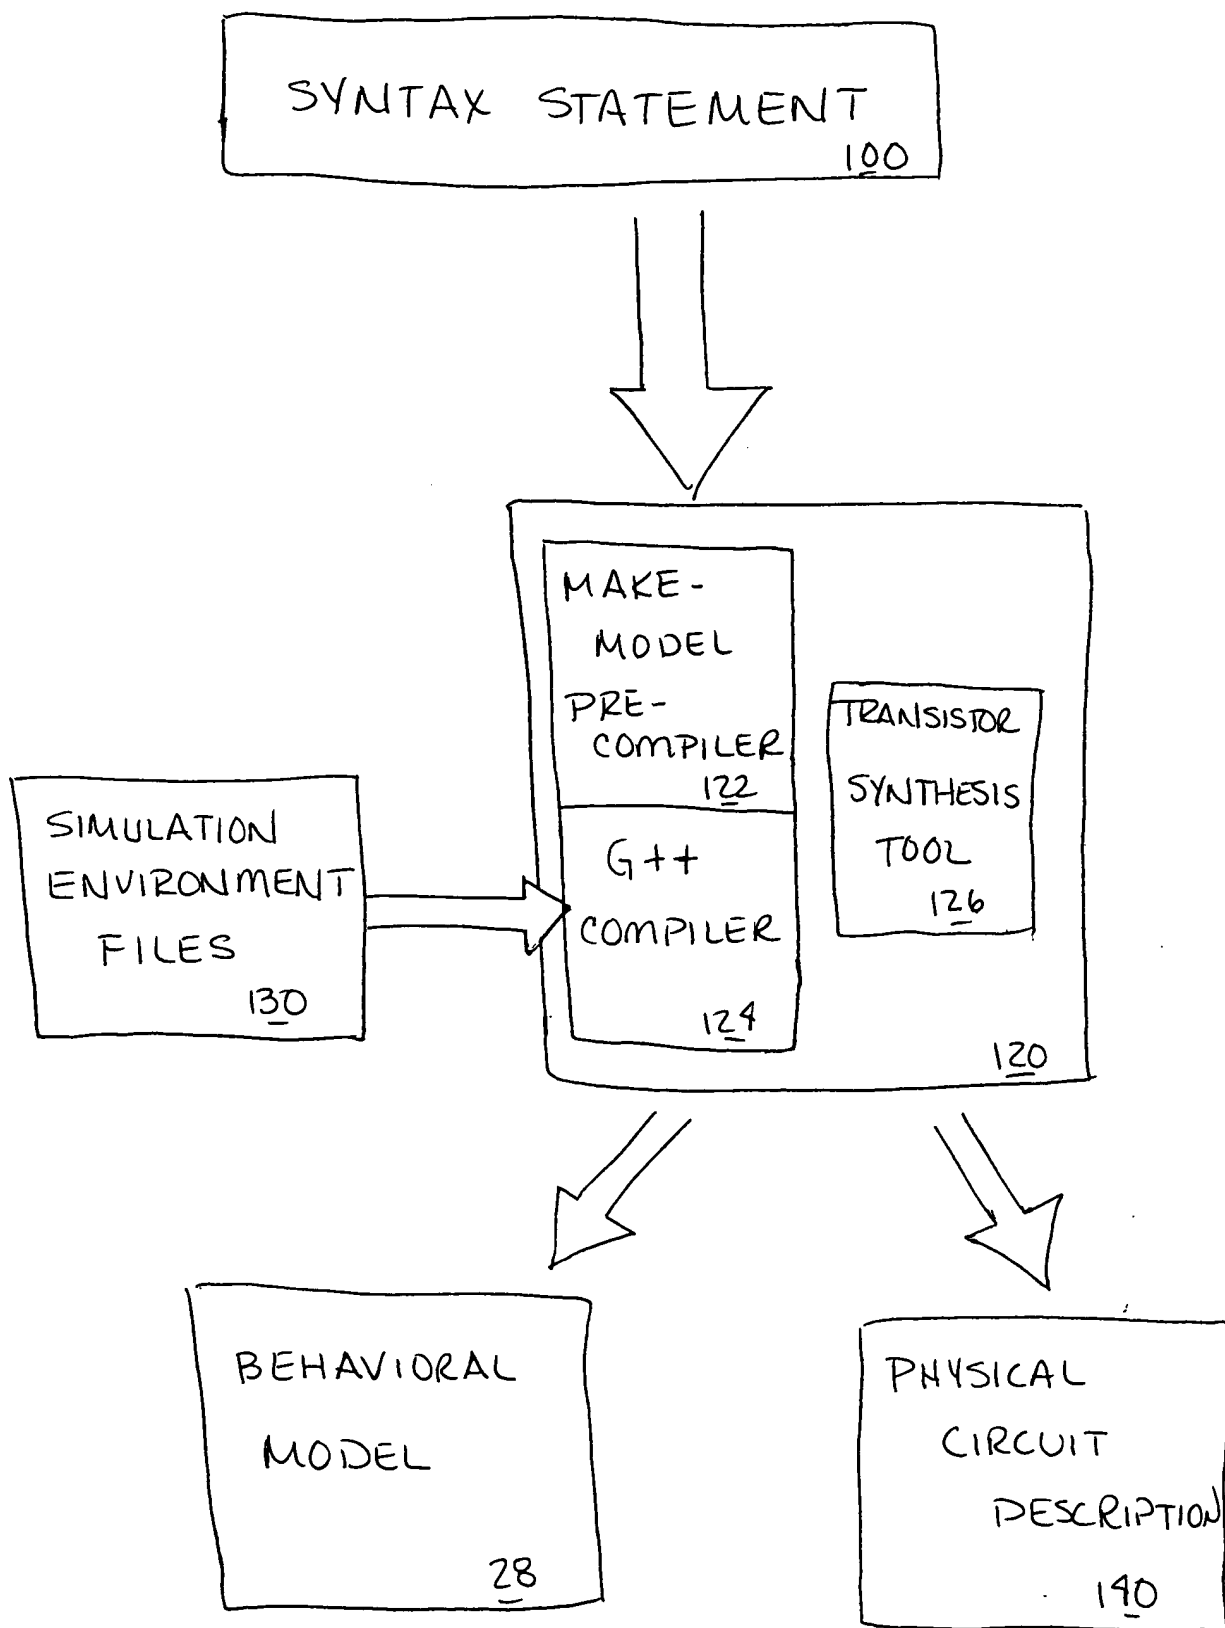 SYNTAX STATEMENT
100
MAKE-
MODEL
PRE-
COMPILER
122
G++
COMPILER
124
TRANSISTOR
SYNTHESIS
TOOL
126
120
SIMULATION
ENVIRONMENT
FILES
130
BEHAVIORAL
MODEL
28
PHYSICAL
CIRCUIT
DESCRIPTION
140